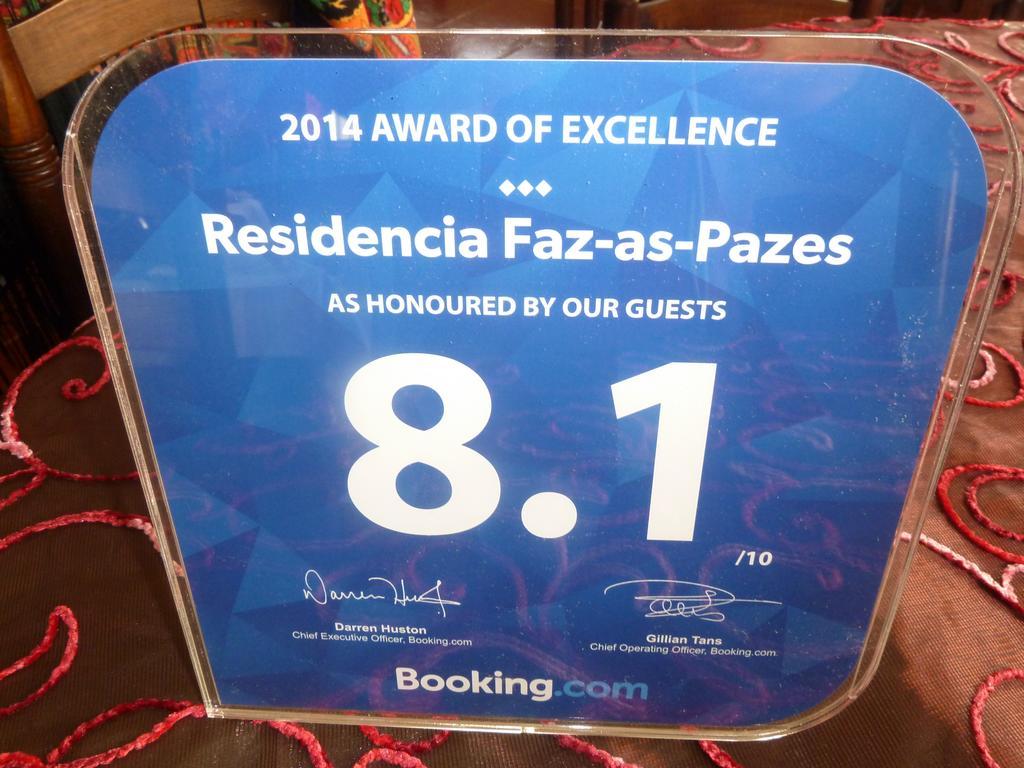 2014 AWARD OF EXCELLENCE
Residencia Faz-as-Pazes
AS HONOURED BY OUR GUESTS
8.1
/10
Darren Huston
Chief Executive Officer, Booking.com
Gillian Tans
Chief Operating Officer, Booking.com
Booking.com